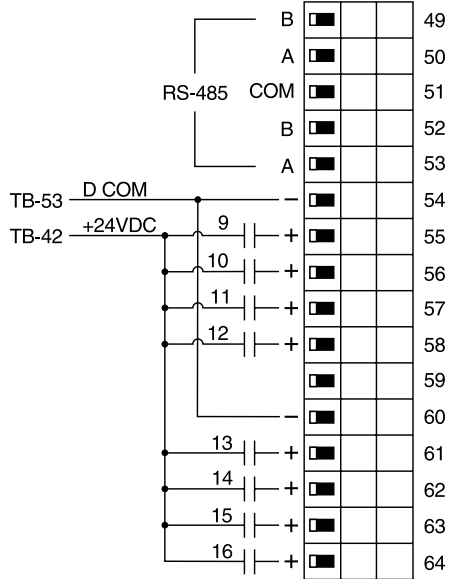 B 49
A 50
RS-485 COM 51
B 52
A 53
TB-53 D COM − 54
TB-42 +24VDC 9 + 55
10 + 56
11 + 57
12 + 58
59
− 60
13 + 61
14 + 62
15 + 63
16 + 64